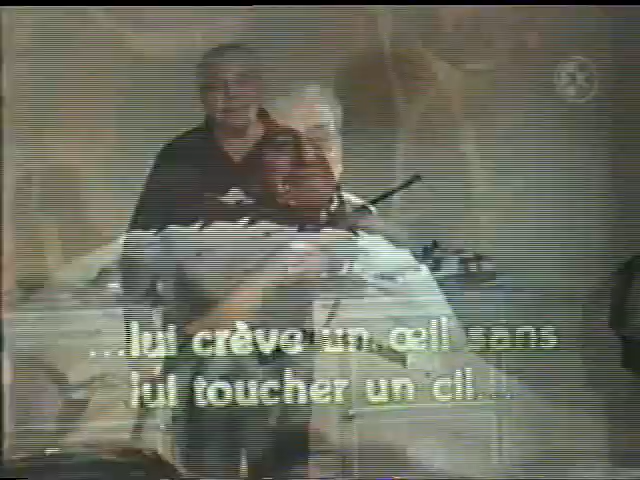 ...lui crève un œil sans
lui toucher un cil...